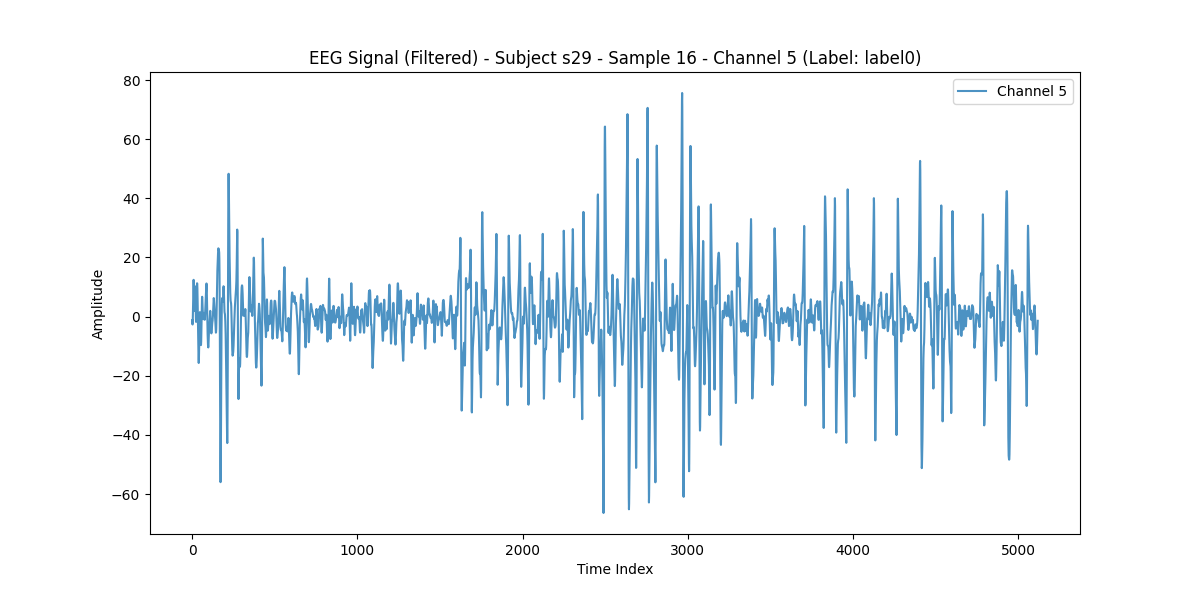 EEG Signal (Filtered) - Subject s29 - Sample 16 - Channel 5 (Label: label0)
Channel 5
80
60
40
20
0
−20
−40
−60
Amplitude
0 1000 2000 3000 4000 5000
Time Index